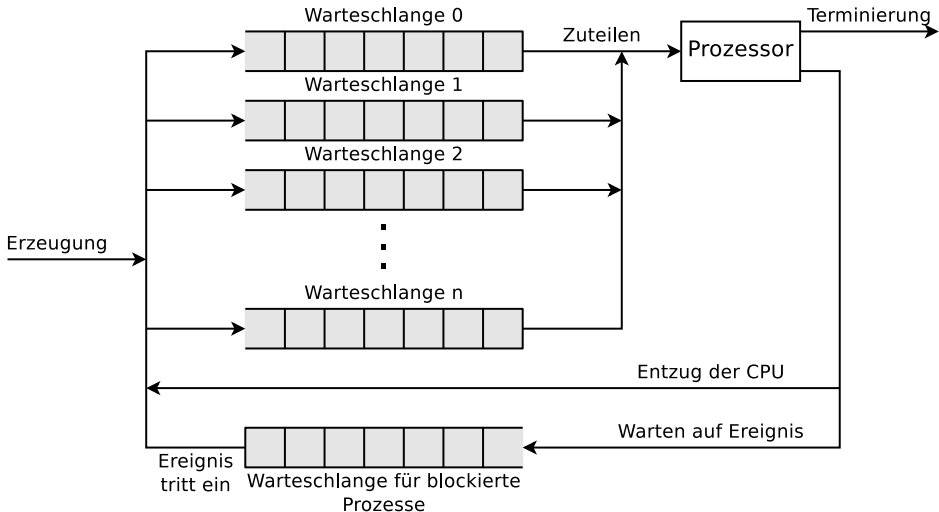 Warteschlange 0
Terminierung
Zuteilen
Prozessor
Warteschlange 1
Warteschlange 2
Erzeugung
Warteschlange n
Entzug der CPU
Warten auf Ereignis
Ereignis
tritt ein
Warteschlange für blockierte
Prozesse